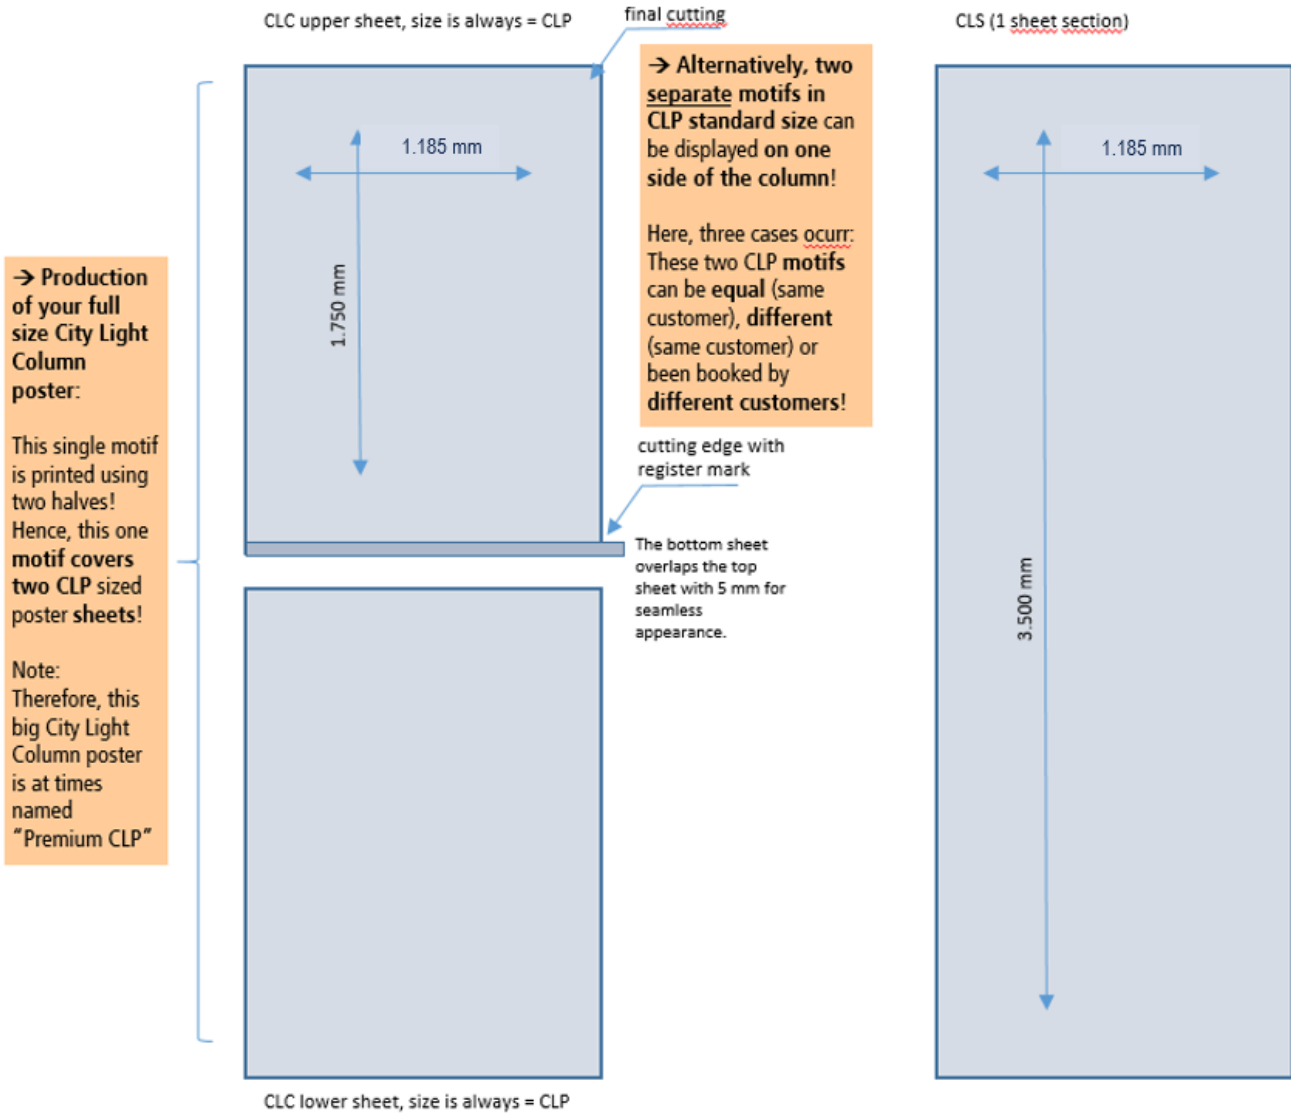 CLC upper sheet, size is always = CLP
final cutting
CLS (1 sheet section)
→ Alternatively, two
separate motifs in
CLP standard size can
be displayed on one
side of the column!
Here, three cases ocurr:
These two CLP motifs
can be equal (same
customer), different
(same customer) or
been booked by
different customers!
1.185 mm
1.750 mm
1.185 mm
3.500 mm
→ Production
of your full
size City Light
Column
poster:
This single motif
is printed using
two halves!
Hence, this one
motif covers
two CLP sized
poster sheets!
Note:
Therefore, this
big City Light
Column poster
is at times
named
“Premium CLP”
cutting edge with
register mark
The bottom sheet
overlaps the top
sheet with 5 mm for
seamless
appearance.
CLC lower sheet, size is always = CLP